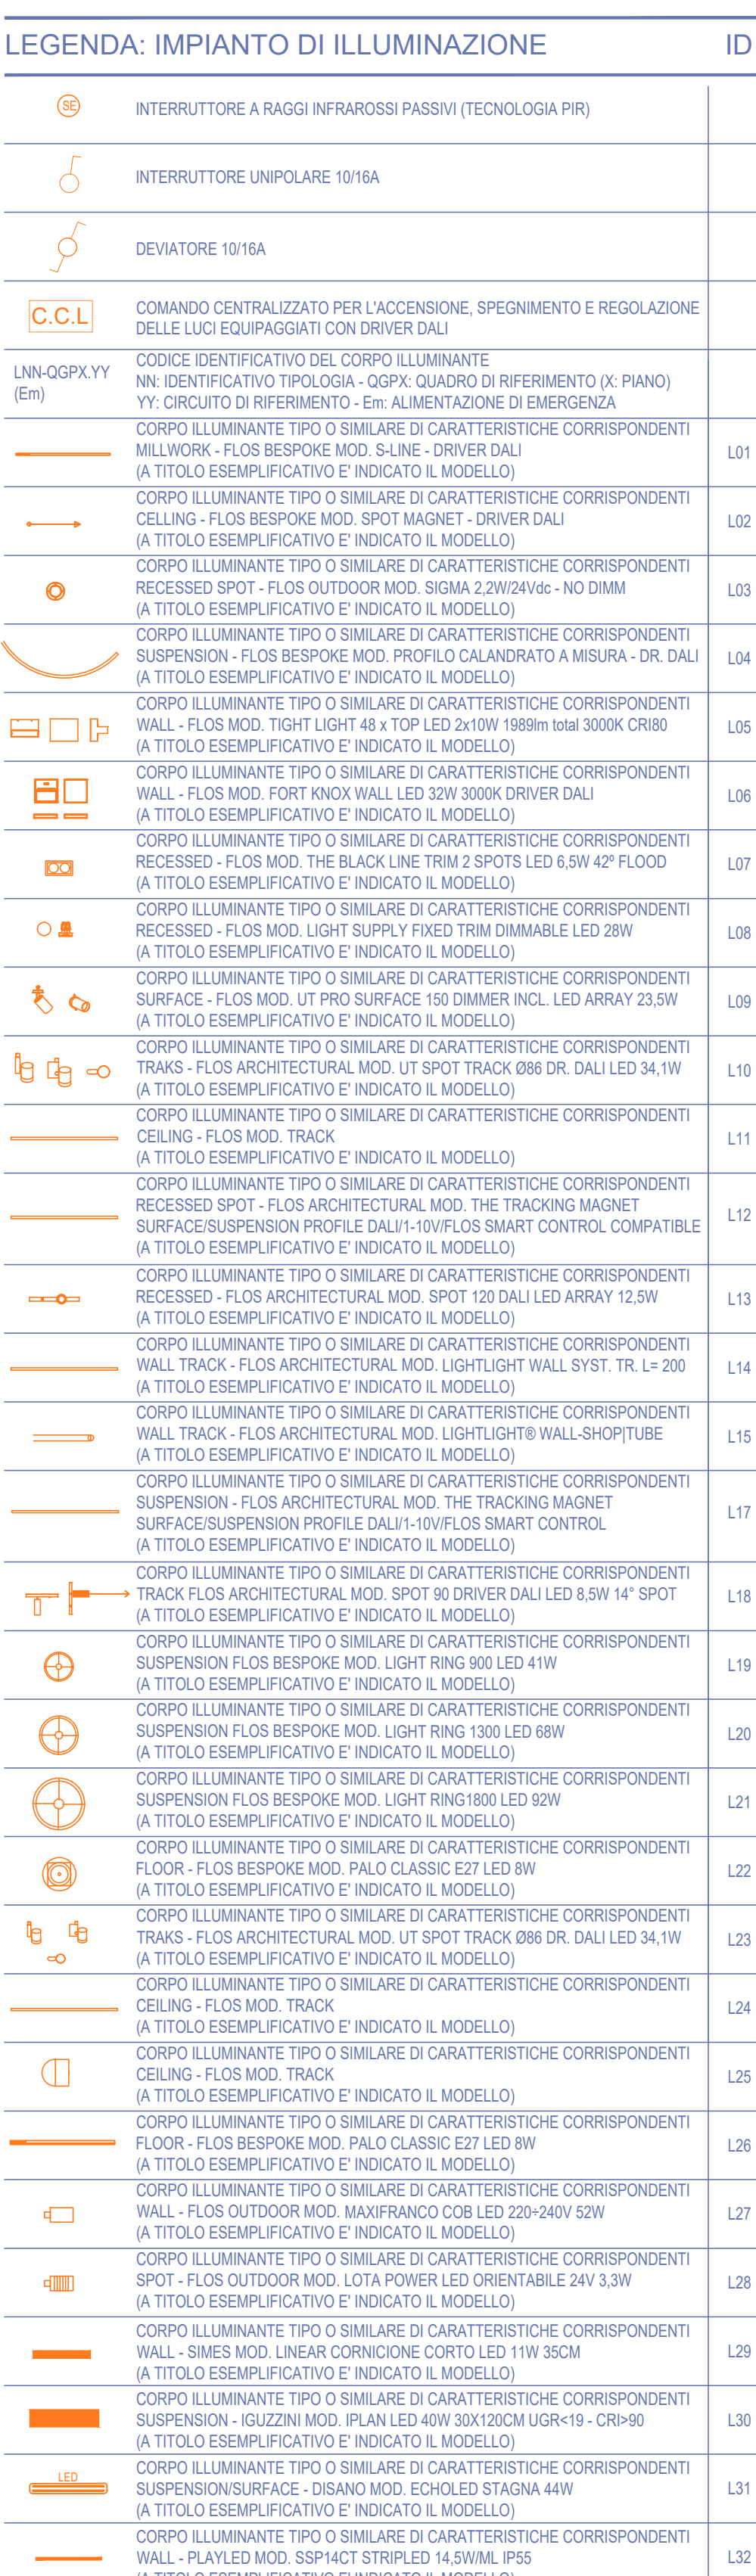 LEGENDA: IMPIANTO DI ILLUMINAZIONE ID
SE INTERRUTTORE A RAGGI INFRAROSSI PASSIVI (TECNOLOGIA PIR)
INTERRUTTORE UNIPOLARE 10/16A
DEVIATORE 10/16A
C.C.L COMANDO CENTRALIZZATO PER L'ACCENSIONE, SPEGNIMENTO E REGOLAZIONE
DELLE LUCI EQUIPAGGIATI CON DRIVER DALI
CODICE IDENTIFICATIVO DEL CORPO ILLUMINANTE
LNN-QGPX.YY NN: IDENTIFICATIVO TIPOLOGIA - QGPX: QUADRO DI RIFERIMENTO (X: PIANO)
(Em) YY: CIRCUITO DI RIFERIMENTO - Em: ALIMENTAZIONE DI EMERGENZA
CORPO ILLUMINANTE TIPO O SIMILARE DI CARATTERISTICHE CORRISPONDENTI
MILLWORK - FLOS BESPOKE MOD. S-LINE - DRIVER DALI L01
(A TITOLO ESEMPLIFICATIVO E' INDICATO IL MODELLO)
CORPO ILLUMINANTE TIPO O SIMILARE DI CARATTERISTICHE CORRISPONDENTI
CELLING - FLOS BESPOKE MOD. SPOT MAGNET - DRIVER DALI L02
(A TITOLO ESEMPLIFICATIVO E' INDICATO IL MODELLO)
CORPO ILLUMINANTE TIPO O SIMILARE DI CARATTERISTICHE CORRISPONDENTI
RECESSED SPOT - FLOS OUTDOOR MOD. SIGMA 2,2W/24Vdc - NO DIMM L03
(A TITOLO ESEMPLIFICATIVO E' INDICATO IL MODELLO)
CORPO ILLUMINANTE TIPO O SIMILARE DI CARATTERISTICHE CORRISPONDENTI
SUSPENSION - FLOS BESPOKE MOD. PROFILO CALANDRATO A MISURA - DR. DALI L04
(A TITOLO ESEMPLIFICATIVO E' INDICATO IL MODELLO)
CORPO ILLUMINANTE TIPO O SIMILARE DI CARATTERISTICHE CORRISPONDENTI
WALL - FLOS MOD. TIGHT LIGHT 48 x TOP LED 2x10W 1989lm total 3000K CRI80 L05
(A TITOLO ESEMPLIFICATIVO E' INDICATO IL MODELLO)
CORPO ILLUMINANTE TIPO O SIMILARE DI CARATTERISTICHE CORRISPONDENTI
WALL - FLOS MOD. FORT KNOX WALL LED 32W 3000K DRIVER DALI L06
(A TITOLO ESEMPLIFICATIVO E' INDICATO IL MODELLO)
CORPO ILLUMINANTE TIPO O SIMILARE DI CARATTERISTICHE CORRISPONDENTI
RECESSED - FLOS MOD. THE BLACK LINE TRIM 2 SPOTS LED 6,5W 42º FLOOD L07
(A TITOLO ESEMPLIFICATIVO E' INDICATO IL MODELLO)
CORPO ILLUMINANTE TIPO O SIMILARE DI CARATTERISTICHE CORRISPONDENTI
RECESSED - FLOS MOD. LIGHT SUPPLY FIXED TRIM DIMMABLE LED 28W L08
(A TITOLO ESEMPLIFICATIVO E' INDICATO IL MODELLO)
CORPO ILLUMINANTE TIPO O SIMILARE DI CARATTERISTICHE CORRISPONDENTI
SURFACE - FLOS MOD. UT PRO SURFACE 150 DIMMER INCL. LED ARRAY 23,5W L09
(A TITOLO ESEMPLIFICATIVO E' INDICATO IL MODELLO)
CORPO ILLUMINANTE TIPO O SIMILARE DI CARATTERISTICHE CORRISPONDENTI
TRAKS - FLOS ARCHITECTURAL MOD. UT SPOT TRACK Ø86 DR. DALI LED 34,1W L10
(A TITOLO ESEMPLIFICATIVO E' INDICATO IL MODELLO)
CORPO ILLUMINANTE TIPO O SIMILARE DI CARATTERISTICHE CORRISPONDENTI
CEILING - FLOS MOD. TRACK L11
(A TITOLO ESEMPLIFICATIVO E' INDICATO IL MODELLO)
CORPO ILLUMINANTE TIPO O SIMILARE DI CARATTERISTICHE CORRISPONDENTI
RECESSED SPOT - FLOS ARCHITECTURAL MOD. THE TRACKING MAGNET L12
SURFACE/SUSPENSION PROFILE DALI/1-10V/FLOS SMART CONTROL COMPATIBLE
(A TITOLO ESEMPLIFICATIVO E' INDICATO IL MODELLO)
CORPO ILLUMINANTE TIPO O SIMILARE DI CARATTERISTICHE CORRISPONDENTI
RECESSED - FLOS ARCHITECTURAL MOD. SPOT 120 DALI LED ARRAY 12,5W L13
(A TITOLO ESEMPLIFICATIVO E' INDICATO IL MODELLO)
CORPO ILLUMINANTE TIPO O SIMILARE DI CARATTERISTICHE CORRISPONDENTI
WALL TRACK - FLOS ARCHITECTURAL MOD. LIGHTLIGHT WALL SYST. TR. L= 200 L14
(A TITOLO ESEMPLIFICATIVO E' INDICATO IL MODELLO)
CORPO ILLUMINANTE TIPO O SIMILARE DI CARATTERISTICHE CORRISPONDENTI
WALL TRACK - FLOS ARCHITECTURAL MOD. LIGHTLIGHT® WALL-SHOP|TUBE L15
(A TITOLO ESEMPLIFICATIVO E' INDICATO IL MODELLO)
CORPO ILLUMINANTE TIPO O SIMILARE DI CARATTERISTICHE CORRISPONDENTI
SUSPENSION - FLOS ARCHITECTURAL MOD. THE TRACKING MAGNET L17
SURFACE/SUSPENSION PROFILE DALI/1-10V/FLOS SMART CONTROL
(A TITOLO ESEMPLIFICATIVO E' INDICATO IL MODELLO)
CORPO ILLUMINANTE TIPO O SIMILARE DI CARATTERISTICHE CORRISPONDENTI
TRACK FLOS ARCHITECTURAL MOD. SPOT 90 DRIVER DALI LED 8,5W 14° SPOT L18
(A TITOLO ESEMPLIFICATIVO E' INDICATO IL MODELLO)
CORPO ILLUMINANTE TIPO O SIMILARE DI CARATTERISTICHE CORRISPONDENTI
SUSPENSION FLOS BESPOKE MOD. LIGHT RING 900 LED 41W L19
(A TITOLO ESEMPLIFICATIVO E' INDICATO IL MODELLO)
CORPO ILLUMINANTE TIPO O SIMILARE DI CARATTERISTICHE CORRISPONDENTI
SUSPENSION FLOS BESPOKE MOD. LIGHT RING 1300 LED 68W L20
(A TITOLO ESEMPLIFICATIVO E' INDICATO IL MODELLO)
CORPO ILLUMINANTE TIPO O SIMILARE DI CARATTERISTICHE CORRISPONDENTI
SUSPENSION FLOS BESPOKE MOD. LIGHT RING1800 LED 92W L21
(A TITOLO ESEMPLIFICATIVO E' INDICATO IL MODELLO)
CORPO ILLUMINANTE TIPO O SIMILARE DI CARATTERISTICHE CORRISPONDENTI
FLOOR - FLOS BESPOKE MOD. PALO CLASSIC E27 LED 8W L22
(A TITOLO ESEMPLIFICATIVO E' INDICATO IL MODELLO)
CORPO ILLUMINANTE TIPO O SIMILARE DI CARATTERISTICHE CORRISPONDENTI
TRAKS - FLOS ARCHITECTURAL MOD. UT SPOT TRACK Ø86 DR. DALI LED 34,1W L23
(A TITOLO ESEMPLIFICATIVO E' INDICATO IL MODELLO)
CORPO ILLUMINANTE TIPO O SIMILARE DI CARATTERISTICHE CORRISPONDENTI
CEILING - FLOS MOD. TRACK L24
(A TITOLO ESEMPLIFICATIVO E' INDICATO IL MODELLO)
CORPO ILLUMINANTE TIPO O SIMILARE DI CARATTERISTICHE CORRISPONDENTI
CEILING - FLOS MOD. TRACK L25
(A TITOLO ESEMPLIFICATIVO E' INDICATO IL MODELLO)
CORPO ILLUMINANTE TIPO O SIMILARE DI CARATTERISTICHE CORRISPONDENTI
FLOOR - FLOS BESPOKE MOD. PALO CLASSIC E27 LED 8W L26
(A TITOLO ESEMPLIFICATIVO E' INDICATO IL MODELLO)
CORPO ILLUMINANTE TIPO O SIMILARE DI CARATTERISTICHE CORRISPONDENTI
WALL - FLOS OUTDOOR MOD. MAXIFRANCO COB LED 220÷240V 52W L27
(A TITOLO ESEMPLIFICATIVO E' INDICATO IL MODELLO)
CORPO ILLUMINANTE TIPO O SIMILARE DI CARATTERISTICHE CORRISPONDENTI
SPOT - FLOS OUTDOOR MOD. LOTA POWER LED ORIENTABILE 24V 3,3W L28
(A TITOLO ESEMPLIFICATIVO E' INDICATO IL MODELLO)
CORPO ILLUMINANTE TIPO O SIMILARE DI CARATTERISTICHE CORRISPONDENTI
WALL - SIMES MOD. LINEAR CORNICIONE CORTO LED 11W 35CM L29
(A TITOLO ESEMPLIFICATIVO E' INDICATO IL MODELLO)
CORPO ILLUMINANTE TIPO O SIMILARE DI CARATTERISTICHE CORRISPONDENTI
SUSPENSION - IGUZZINI MOD. IPLAN LED 40W 30X120CM UGR<19 - CRI>90 L30
(A TITOLO ESEMPLIFICATIVO E' INDICATO IL MODELLO)
CORPO ILLUMINANTE TIPO O SIMILARE DI CARATTERISTICHE CORRISPONDENTI
LED SUSPENSION/SURFACE - DISANO MOD. ECHOLED STAGNA 44W L31
(A TITOLO ESEMPLIFICATIVO E' INDICATO IL MODELLO)
CORPO ILLUMINANTE TIPO O SIMILARE DI CARATTERISTICHE CORRISPONDENTI
WALL - PLAYLED MOD. SSP14CT STRIPLED 14,5W/ML IP55 L32